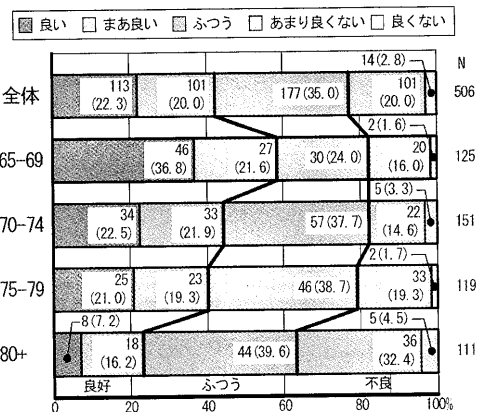 良い まあ良い ふつう あまり良くない 良くない
14(2.8) N
全体 113 101 177(35.0) 101 506
(22.3) (20.0) (20.0)
2(1.6)
65-69 46 27 30(24.0) 20 125
(36.8) (21.6) (16.0)
5(3.3)
70-74 34 33 57(37.7) 22 151
(22.5) (21.9) (14.6)
2(1.7)
75-79 25 23 46(38.7) 33 119
(21.0) (19.3) (19.3)
8(7.2) 5(4.5)
80+ 18 44(39.6) 36 111
(16.2) (32.4)
良好 ふつう 不良
0 20 40 60 80 100%